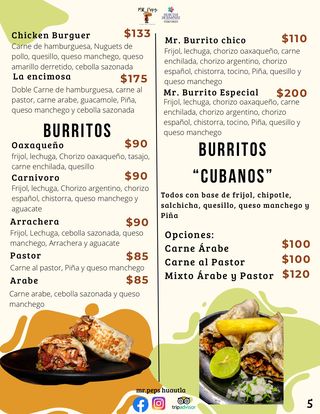 MR. Peps
Chicken Burguer $133
Carne de hamburguesa, Nuguets de
pollo, quesillo, queso manchego, queso
amarillo derretido, cebolla sazonada
La encimosa $175
Doble Carne de hamburguesa, carne al
pastor, carne arabe, guacamole, Piña,
queso manchego y cebolla sazonada
BURRITOS
Oaxaqueño $90
frijol, lechuga, Chorizo oaxaqueño, tasajo,
carne enchilada, quesillo
Carnivoro $90
Frijol, lechuga, Chorizo argentino, chorizo
español, chistorra, queso manchego y
aguacate
Arrachera $90
Frijol, Lechuga, cebolla sazonada, queso
manchego, Arrachera y aguacate
Pastor $85
Carne al pastor, Piña y queso manchego
Arabe $85
Carne arabe, cebolla sazonada y queso
manchego
Mr. Burrito chico $110
Frijol, lechuga, chorizo oaxaqueño, carne
enchilada, chorizo argentino, chorizo
español, chistorra, tocino, Piña, quesillo y
queso manchego
Mr. Burrito Especial $200
Frijol, lechuga, chorizo oaxaqueño, carne
enchilada, chorizo argentino, chorizo
español, chistorra, tocino, Piña, quesillo y
queso manchego
BURRITOS
“CUBANOS”
Todos con base de frijol, chipotle,
salchicha, quesillo, queso manchego y
Piña
Opciones:
Carne Árabe $100
Carne al Pastor $100
Mixto Árabe y Pastor $120
mr.peps huautla
tripadvisor
5